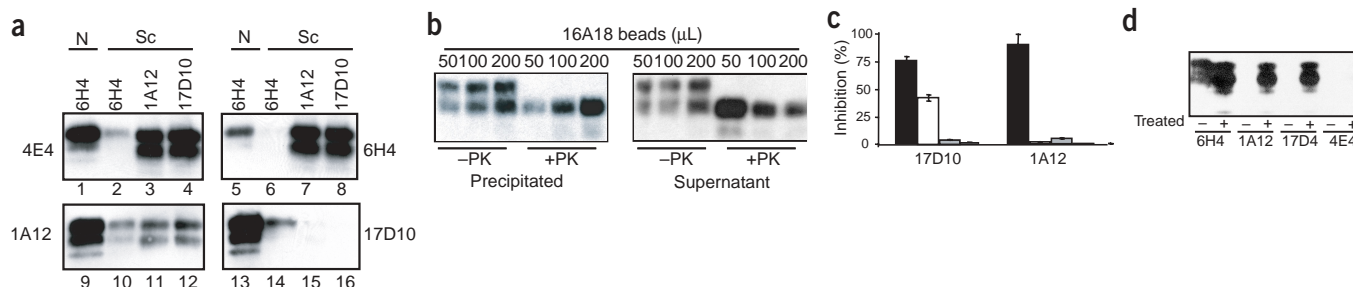 a
N Sc
6H4 6H4 1A12 17D10
N Sc
6H4 6H4 1A12 17D10
4E4
6H4
1 2 3 4
5 6 7 8
1A12
17D10
9 10 11 12
13 14 15 16
b
16A18 beads (μL)
50 100 200 50 100 200
50 100 200 50 100 200
–PK +PK
–PK +PK
Precipitated
Supernatant
c
Inhibition (%)
100
75
50
25
0
17D10 1A12
d
Treated – + – + – + – +
6H4 1A12 17D4 4E4